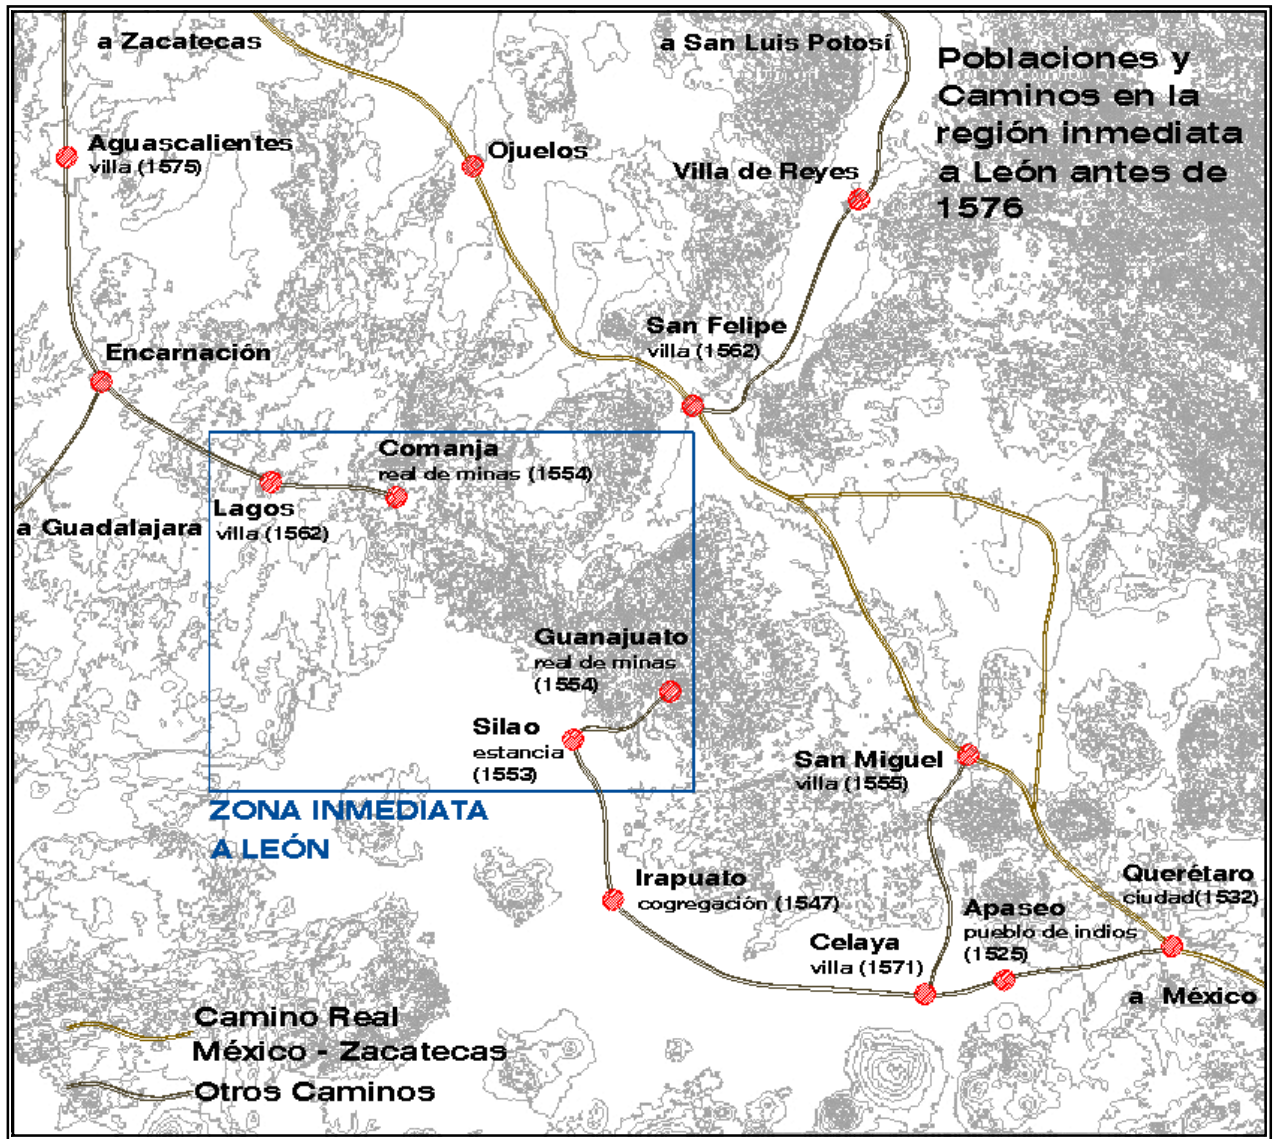 a Zacatecas
a San Luis Potosí
Poblaciones y
Caminos en la
región inmediata
a León antes de
1576
Aguascalientes
villa (1575)
Ojuelos
Villa de Reyes
San Felipe
villa (1562)
Encarnación
Comanja
real de minas (1554)
Lagos
villa (1562)
a Guadalajara
Guanajuato
real de minas
(1554)
Silao
estancia
(1553)
San Miguel
villa (1555)
ZONA INMEDIATA
A LEÓN
Irapuato
cogregación (1547)
Querétaro
ciudad(1532)
Apaseo
pueblo de indios
(1525)
Celaya
villa (1571)
a México
Camino Real
México - Zacatecas
Otros Caminos